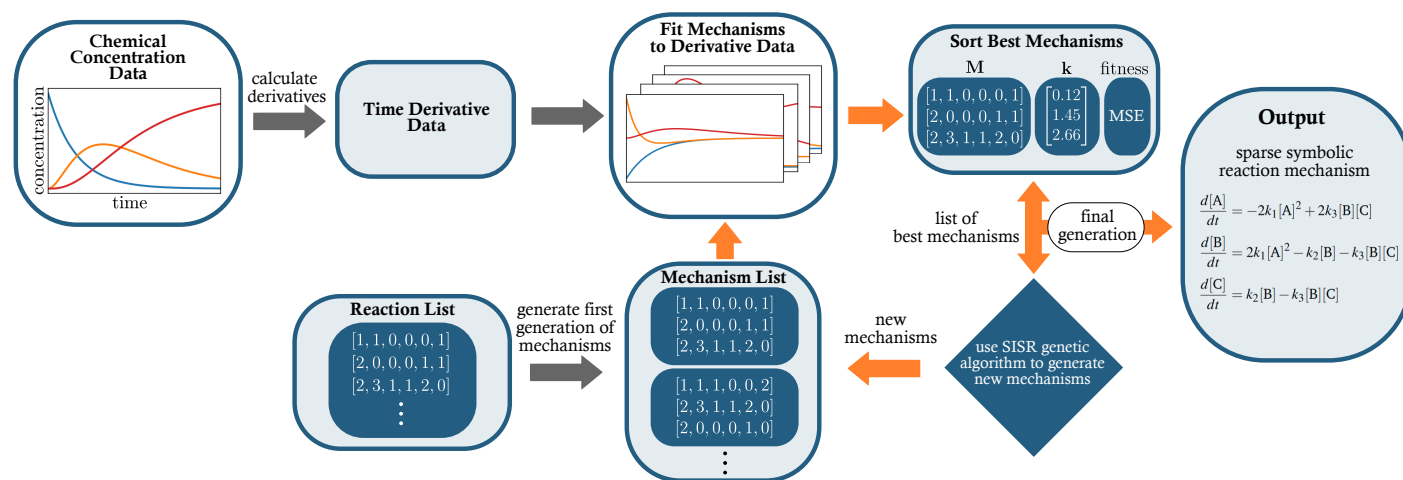 Chemical
Concentration
Data
concentration
time
calculate
derivatives
Time Derivative
Data
Fit Mechanisms
to Derivative Data
Sort Best Mechanisms
M k fitness
[1, 1, 0, 0, 0, 1]
[2, 0, 0, 0, 1, 1]
[2, 3, 1, 1, 2, 0]
0.12
1.45
2.66
MSE
list of
best mechanisms
final
generation
Output
sparse symbolic
reaction mechanism
d[A]/dt = −2k₁[A]² + 2k₃[B][C]
d[B]/dt = 2k₁[A]² − k₂[B] − k₃[B][C]
d[C]/dt = k₂[B] − k₃[B][C]
Reaction List
[1, 1, 0, 0, 0, 1]
[2, 0, 0, 0, 1, 1]
[2, 3, 1, 1, 2, 0]
⋮
generate first
generation of
mechanisms
Mechanism List
[1, 1, 0, 0, 0, 1]
[2, 0, 0, 0, 1, 1]
[2, 3, 1, 1, 2, 0]
[1, 1, 1, 0, 0, 2]
[2, 3, 1, 1, 2, 0]
[2, 0, 0, 0, 1, 0]
⋮
new
mechanisms
use SISR genetic
algorithm to generate
new mechanisms